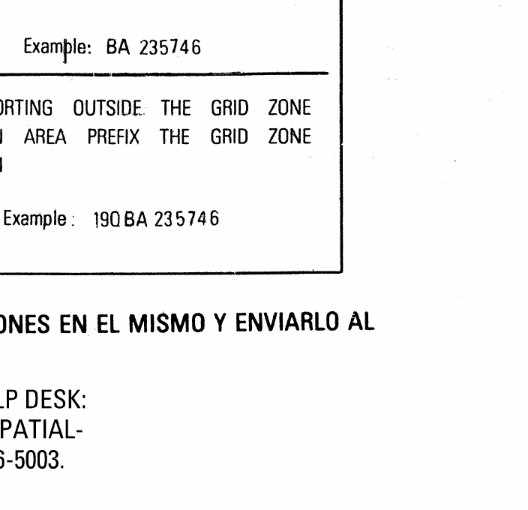 Example: BA 235746
ORTING OUTSIDE THE GRID ZONE
AREA PREFIX THE GRID ZONE
Example: 19Q BA 235746
ONES EN EL MISMO Y ENVIARLO AL
LP DESK:
PATIAL-
6-5003.